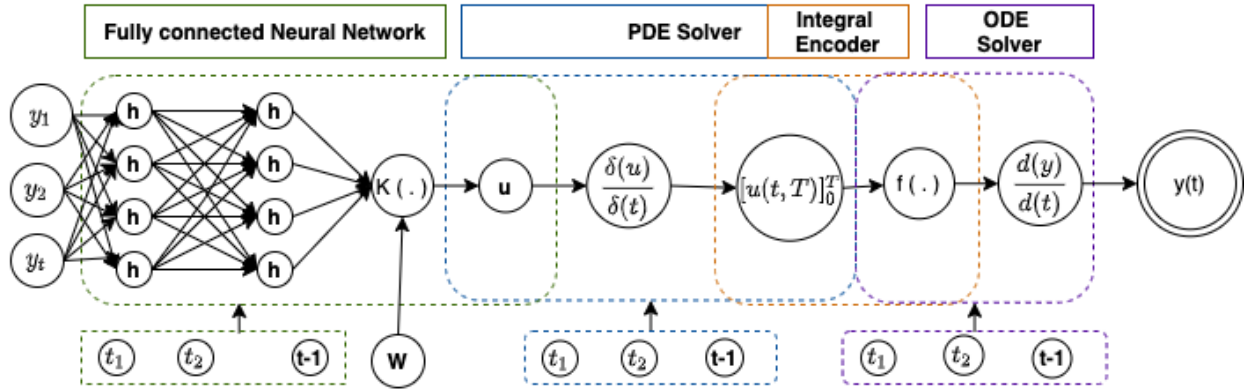 Fully connected Neural Network
PDE Solver
Integral
Encoder
ODE
Solver
y1
y2
yt
h
h
h
h
h
h
h
h
K (.)
u
δ(u)
δ(t)
[u(t, T)]₀ᵀ
f (.)
d(y)
d(t)
y(t)
t1 t2 t-1
W
t1 t2 t-1
t1 t2 t-1